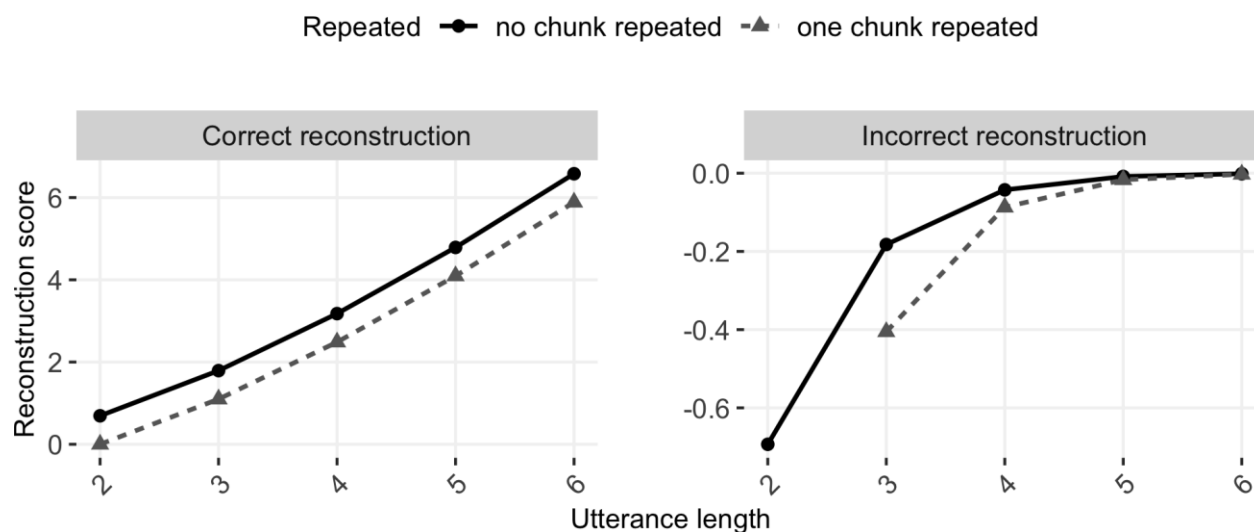 Repeated no chunk repeated one chunk repeated
Correct reconstruction
Incorrect reconstruction
Reconstruction score
6
4
2
0
2 3 4 5 6
0.0
-0.2
-0.4
-0.6
2 3 4 5 6
Utterance length